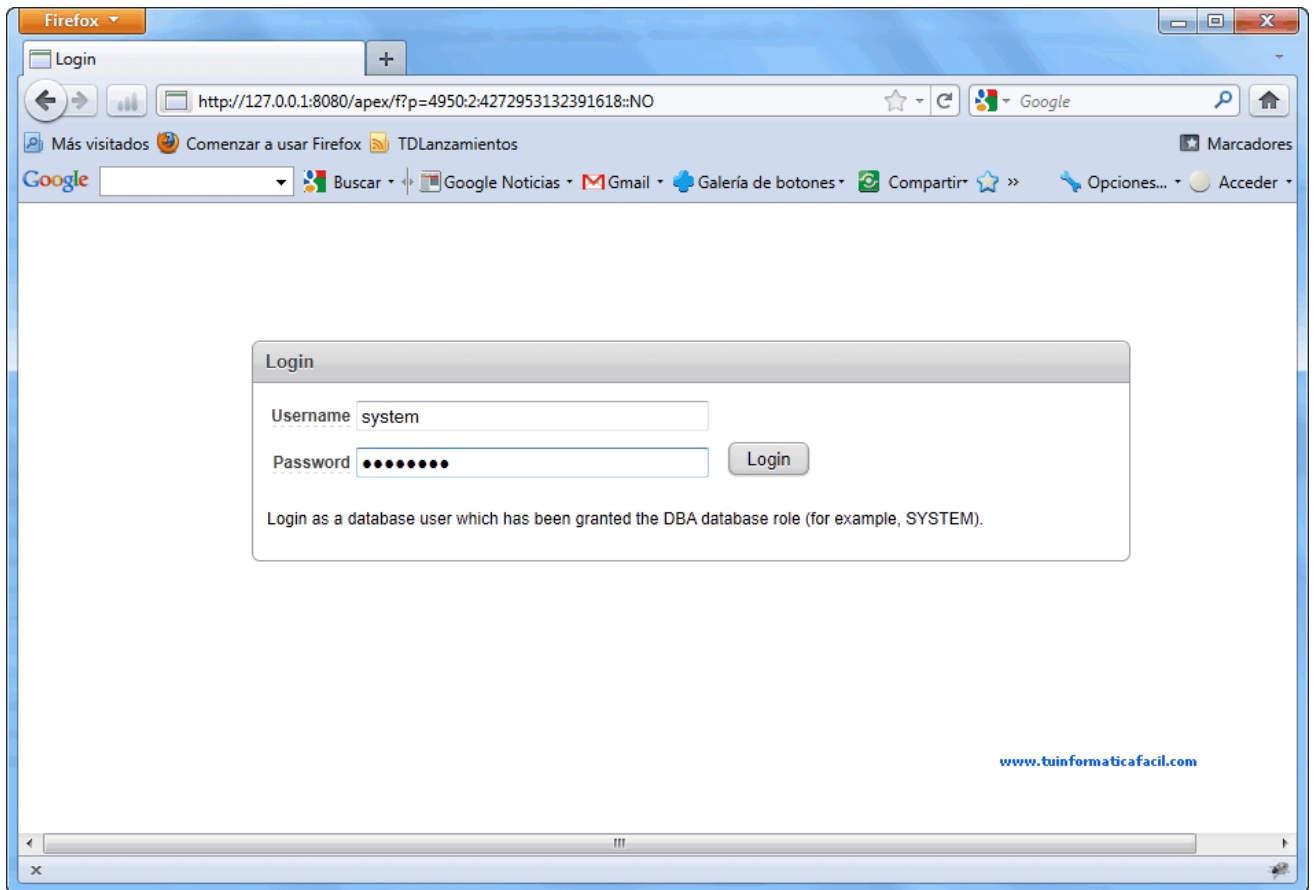 Firefox
Login
http://127.0.0.1:8080/apex/f?p=4950:2:4272953132391618::NO
Google
Más visitados Comenzar a usar Firefox TDLanzamientos Marcadores
Google Buscar Google Noticias Gmail Galería de botones Compartir » Opciones... Acceder
Login
Username system
Password ••••••••
Login
Login as a database user which has been granted the DBA database role (for example, SYSTEM).
www.tuinformaticafacil.com